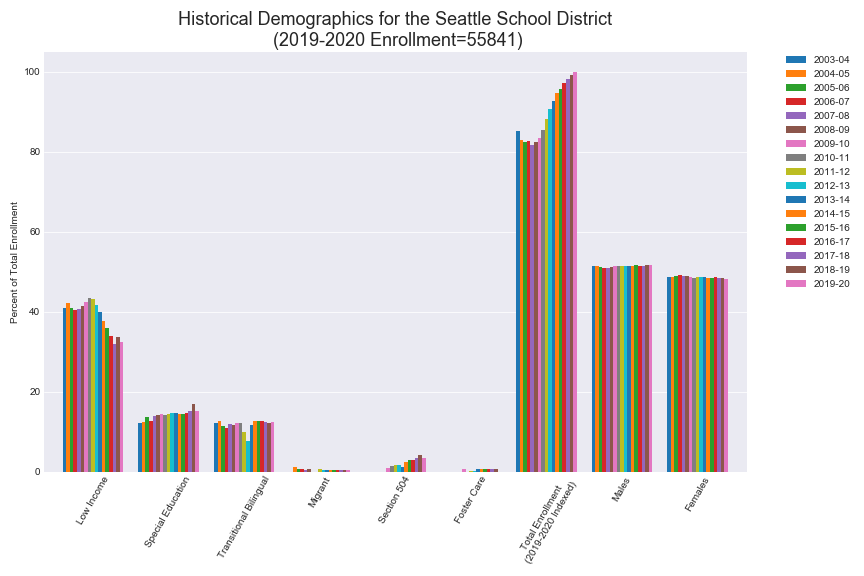 Historical Demographics for the Seattle School District
(2019-2020 Enrollment=55841)
Percent of Total Enrollment
100
80
60
40
20
0
Low Income
Special Education
Transitional Bilingual
Migrant
Section 504
Foster Care
Total Enrollment
(2019-2020 Indexed)
Males
Females
2003-04
2004-05
2005-06
2006-07
2007-08
2008-09
2009-10
2010-11
2011-12
2012-13
2013-14
2014-15
2015-16
2016-17
2017-18
2018-19
2019-20